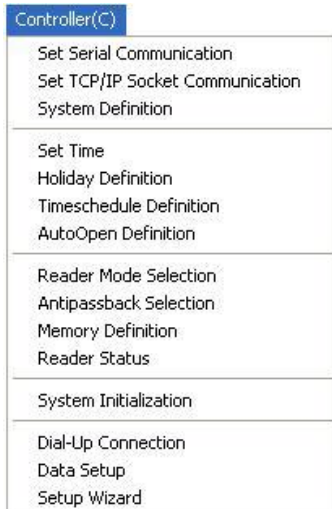 Controller(C)
Set Serial Communication
Set TCP/IP Socket Communication
System Definition
Set Time
Holiday Definition
Timeschedule Definition
AutoOpen Definition
Reader Mode Selection
Antipassback Selection
Memory Definition
Reader Status
System Initialization
Dial-Up Connection
Data Setup
Setup Wizard